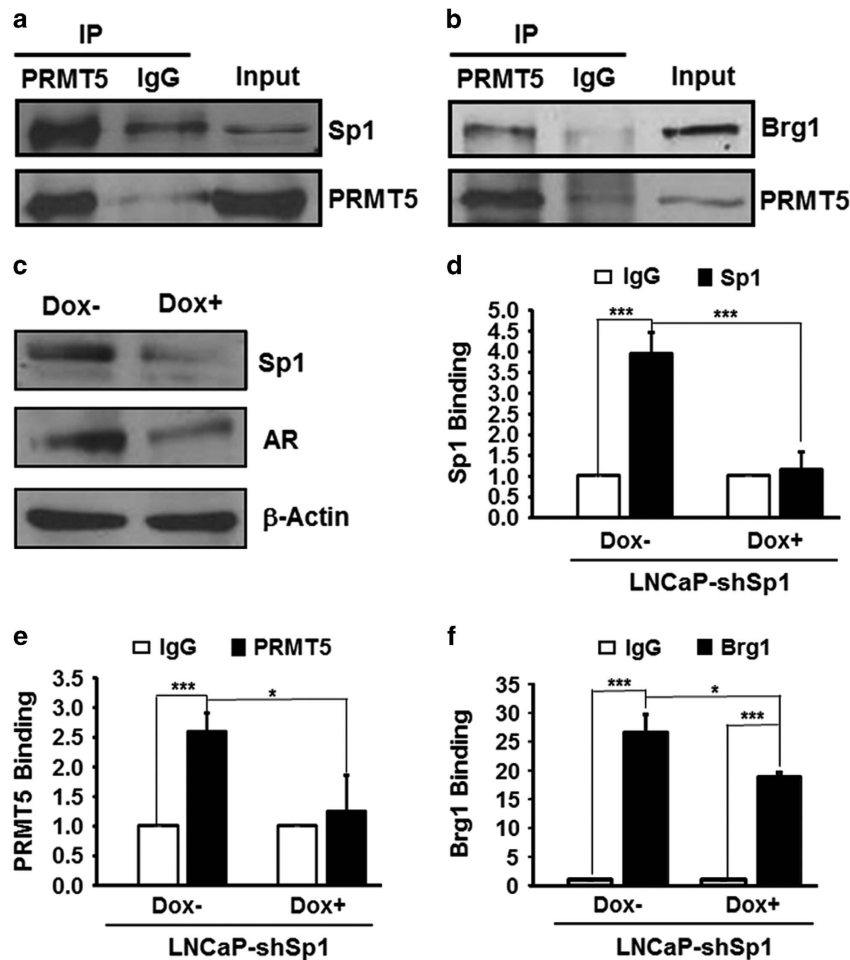 a
IP
PRMT5 IgG Input
Sp1
PRMT5
b
IP
PRMT5 IgG Input
Brg1
PRMT5
c
Dox- Dox+
Sp1
AR
β-Actin
d
IgG Sp1
Sp1 Binding
5.0
4.5
4.0
3.5
3.0
2.5
2.0
1.5
1.0
0.5
0.0
*** ***
Dox- Dox+
LNCaP-shSp1
e
IgG PRMT5
PRMT5 Binding
3.5
3.0
2.5
2.0
1.5
1.0
0.5
0.0
*** *
Dox- Dox+
LNCaP-shSp1
f
IgG Brg1
Brg1 Binding
35
30
25
20
15
10
5
0
*** *
***
Dox- Dox+
LNCaP-shSp1